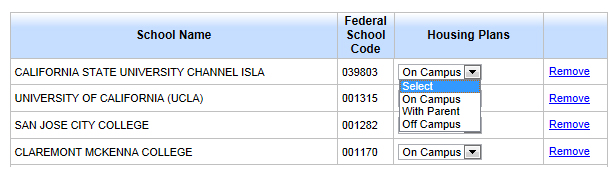 School Name Federal School Code Housing Plans
CALIFORNIA STATE UNIVERSITY CHANNEL ISLA 039803 On Campus Remove
Select
UNIVERSITY OF CALIFORNIA (UCLA) 001315 On Campus Remove
With Parent
SAN JOSE CITY COLLEGE 001282 Off Campus Remove
CLAREMONT MCKENNA COLLEGE 001170 On Campus Remove